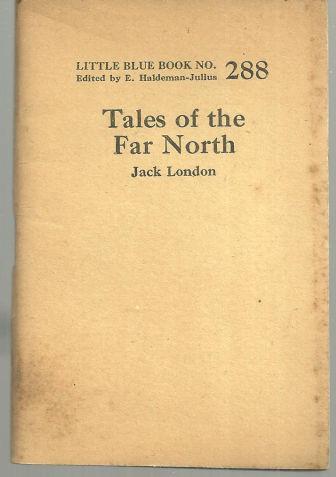 LITTLE BLUE BOOK NO. 288
Edited by E. Haldeman-Julius
Tales of the
Far North
Jack London